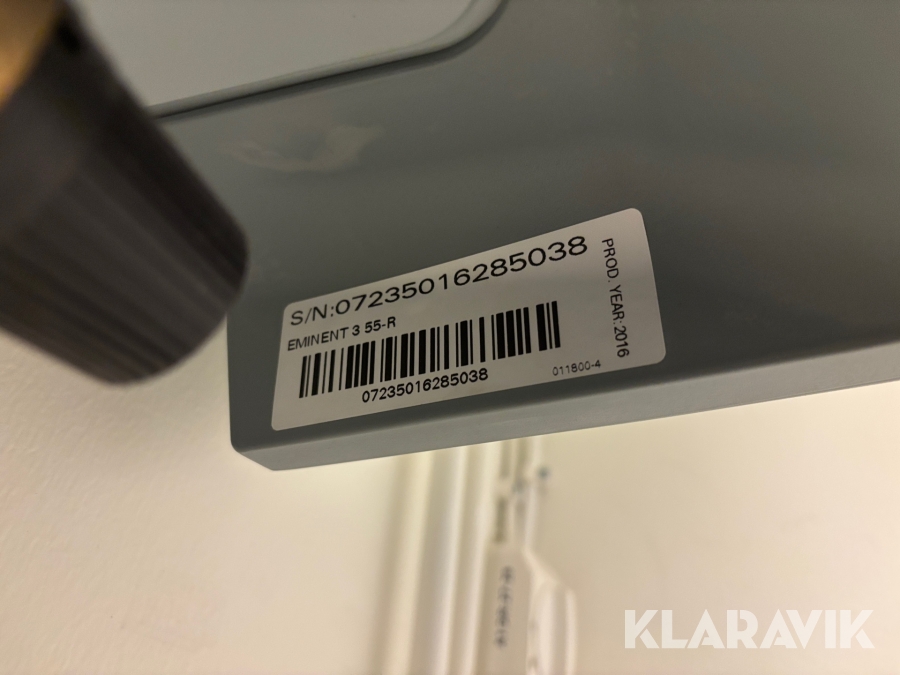 S/N:07235016285038
EMINENT 3 55-R
07235016285038
011800-4
PROD. YEAR:2016
KLARAVIK